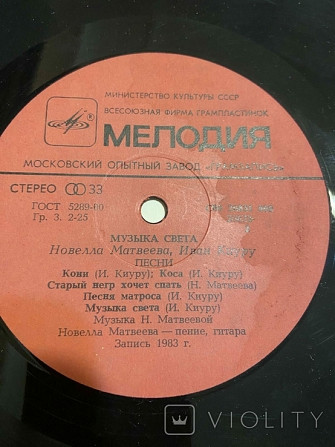 МИНИСТЕРСТВО КУЛЬТУРЫ СССР
ВСЕСОЮЗНАЯ ФИРМА ГРАМПЛАСТИНОК
МЕЛОДИЯ
МОСКОВСКИЙ ОПЫТНЫЙ ЗАВОД
СТЕРЕО 33
ГОСТ 5289-80
Гр. 3. 2-25
МУЗЫКА СВЕТА
Новелла Матвеева, Иван Киуру
ПЕСНИ
Кони (И. Киуру); Коса (И. Киуру)
Старый негр хочет спать (Н. Матвеева)
Песня матроса (И. Киуру)
Музыка света (И. Киуру)
Музыка Н. Матвеевой
Новелла Матвеева — пение, гитара
Запись 1983 г.
VIOLITY